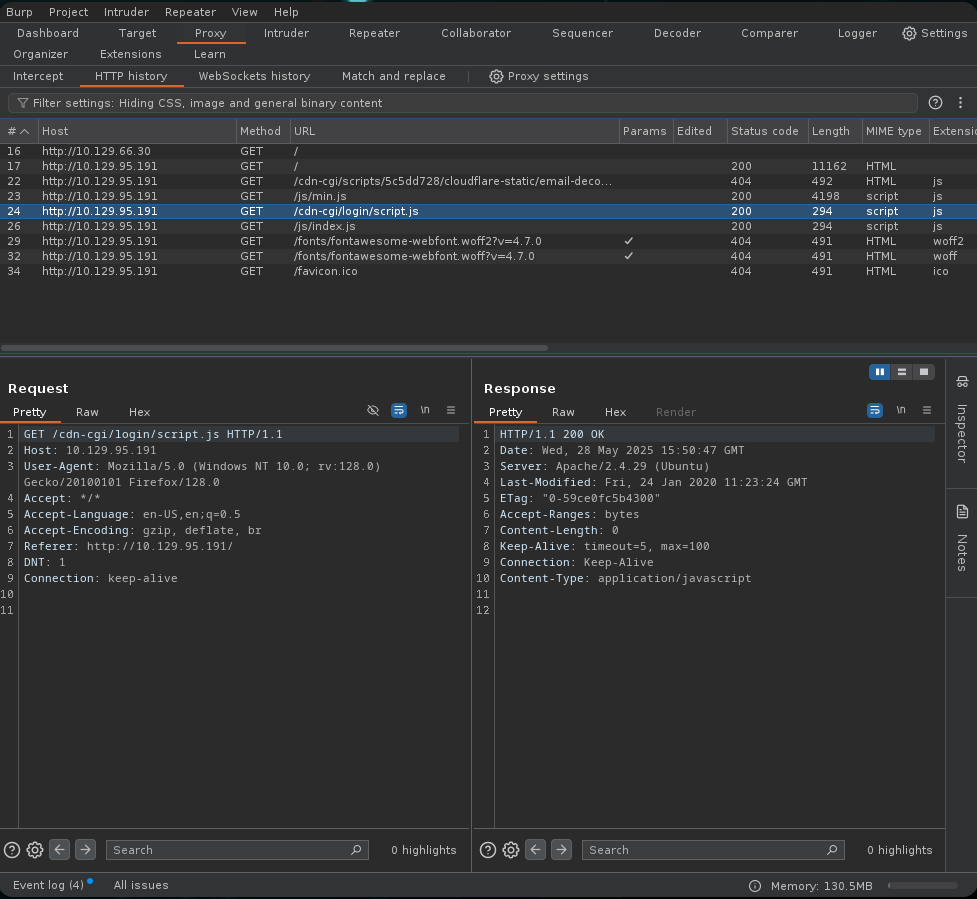 Burp Project Intruder Repeater View Help
Dashboard Target Proxy Intruder Repeater Collaborator Sequencer Decoder Comparer Logger Settings
Organizer Extensions Learn
Intercept HTTP history WebSockets history Match and replace Proxy settings
Filter settings: Hiding CSS, image and general binary content
# Host Method URL Params Edited Status code Length MIME type Extensio
16 http://10.129.66.30 GET /
17 http://10.129.95.191 GET / 200 11162 HTML
22 http://10.129.95.191 GET /cdn-cgi/scripts/5c5dd728/cloudflare-static/email-deco... 404 492 HTML js
23 http://10.129.95.191 GET /js/min.js 200 4198 script js
24 http://10.129.95.191 GET /cdn-cgi/login/script.js 200 294 script js
26 http://10.129.95.191 GET /js/index.js 200 294 script js
29 http://10.129.95.191 GET /fonts/fontawesome-webfont.woff2?v=4.7.0 ✓ 404 491 HTML woff2
32 http://10.129.95.191 GET /fonts/fontawesome-webfont.woff?v=4.7.0 ✓ 404 491 HTML woff
34 http://10.129.95.191 GET /favicon.ico 404 491 HTML ico
Request
Pretty Raw Hex \n
1 GET /cdn-cgi/login/script.js HTTP/1.1
2 Host: 10.129.95.191
3 User-Agent: Mozilla/5.0 (Windows NT 10.0; rv:128.0)
Gecko/20100101 Firefox/128.0
4 Accept: */*
5 Accept-Language: en-US,en;q=0.5
6 Accept-Encoding: gzip, deflate, br
7 Referer: http://10.129.95.191/
8 DNT: 1
9 Connection: keep-alive
10
11
Search 0 highlights
Response
Pretty Raw Hex Render \n
1 HTTP/1.1 200 OK
2 Date: Wed, 28 May 2025 15:50:47 GMT
3 Server: Apache/2.4.29 (Ubuntu)
4 Last-Modified: Fri, 24 Jan 2020 11:23:24 GMT
5 ETag: "0-59ce0fc5b4300"
6 Accept-Ranges: bytes
7 Content-Length: 0
8 Keep-Alive: timeout=5, max=100
9 Connection: Keep-Alive
10 Content-Type: application/javascript
11
12
Search 0 highlights
Inspector
Notes
Event log (4) All issues Memory: 130.5MB